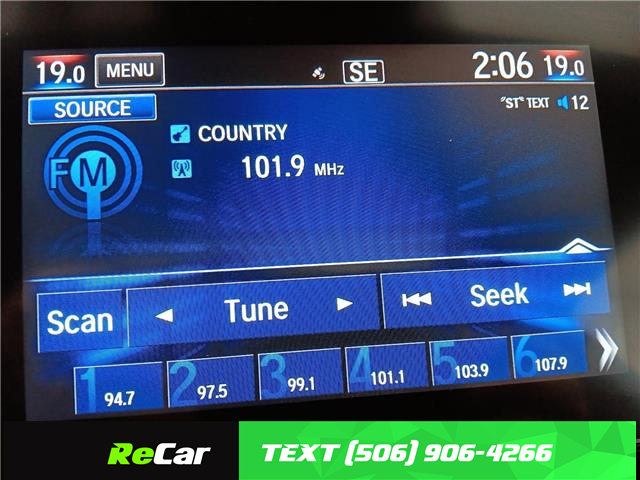 19.0 MENU SE 2:06 19.0
SOURCE "ST" TEXT 12
FM COUNTRY
101.9 MHz
Scan Tune Seek
1 94.7 2 97.5 3 99.1 4 101.1 5 103.9 6 107.9
ReCar TEXT (506) 906-4266